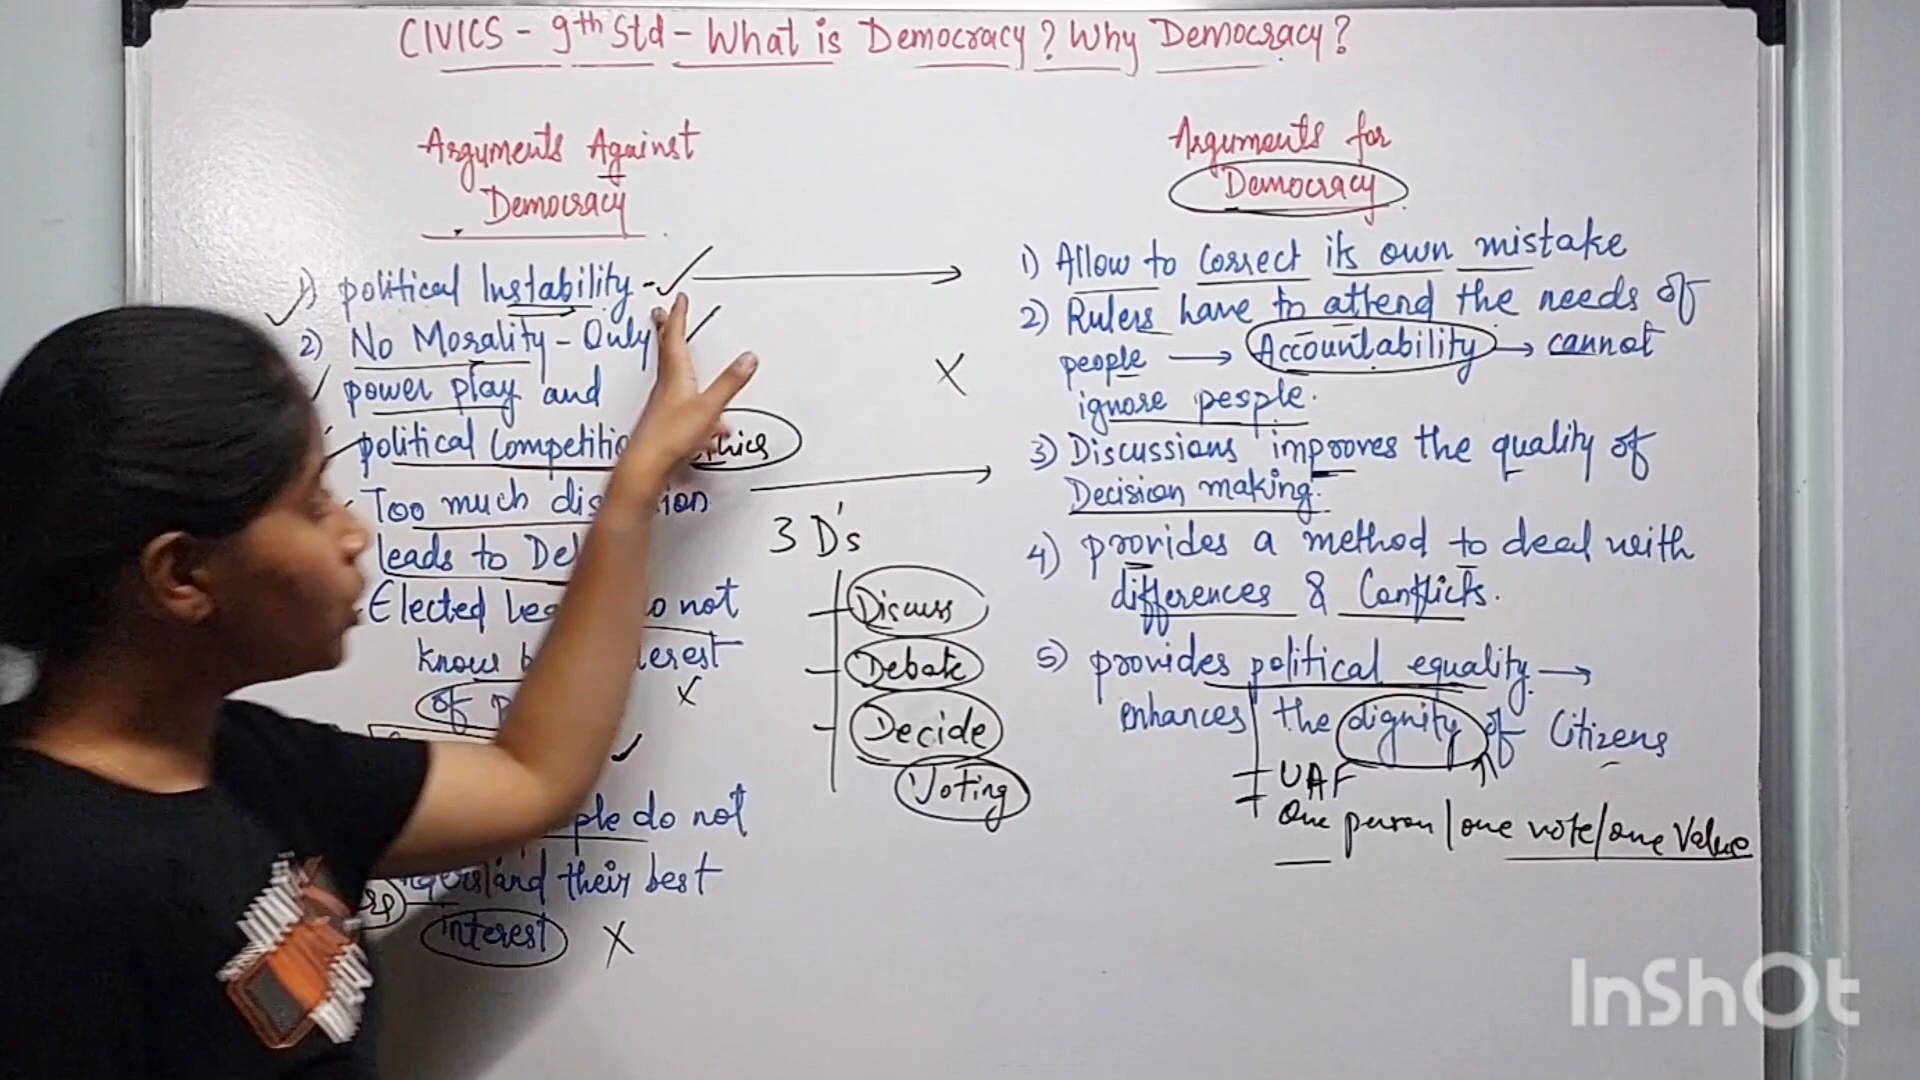 CIVICS - 9th Std - What is Democracy? Why Democracy?
Arguments Against
Democracy
1) political Instability -
2) No Morality - Only
power play and
political Competitio
Too much dis ion
leads to De
Elected Lea o not
know b erest
of P
ple do not
and their best
interest X
X
X
3 D's
Discuss
Debate
Decide
Voting
Arguments for
Democracy
1) Allow to Correct its own mistake
2) Rulers have to attend the needs of
people → Accountability → cannot
ignore people.
3) Discussions improves the quality of
Decision making.
4) provides a method to deal with
differences & Conflicts.
5) provides political equality →
enhances the dignity of Citizens
UAF
One person / one vote / one Value
InShOt